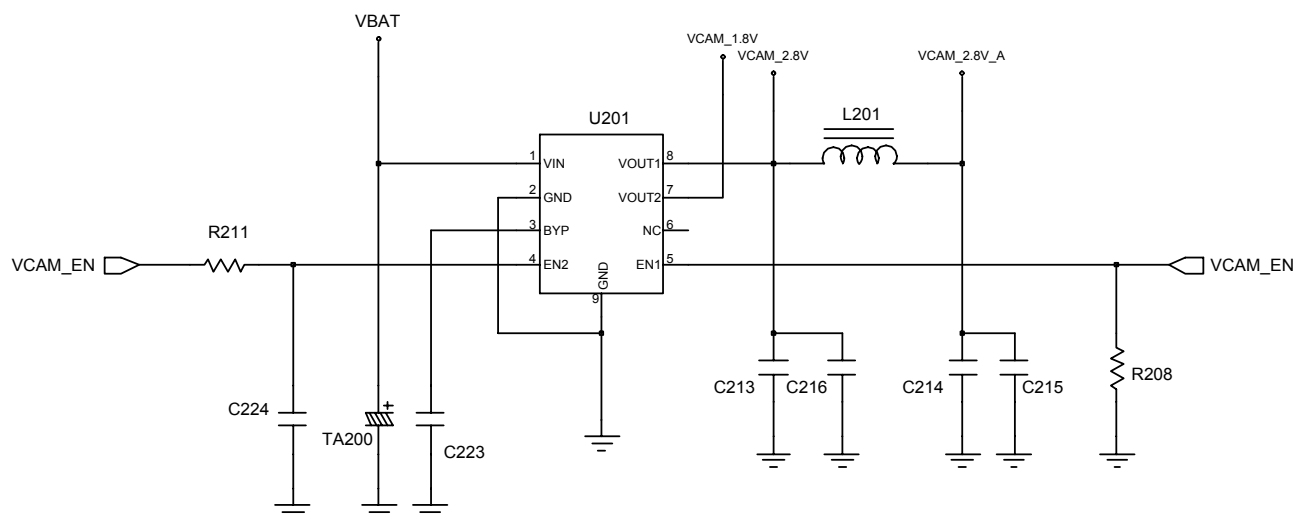 VBAT
VCAM_1.8V
VCAM_2.8V
VCAM_2.8V_A
U201
L201
1 VIN VOUT1 8
2 GND VOUT2 7
3 BYP NC 6
4 EN2 EN1 5
GND
9
R211
VCAM_EN
VCAM_EN
C213
C216
C214
C215
R208
C224
TA200
+
C223